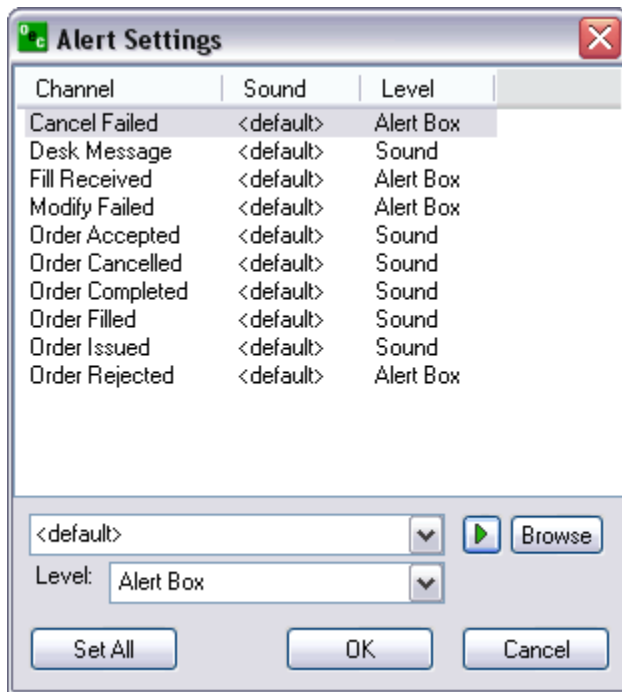 Oec Alert Settings
Channel Sound Level
Cancel Failed <default> Alert Box
Desk Message <default> Sound
Fill Received <default> Alert Box
Modify Failed <default> Alert Box
Order Accepted <default> Sound
Order Cancelled <default> Sound
Order Completed <default> Sound
Order Filled <default> Sound
Order Issued <default> Sound
Order Rejected <default> Alert Box
<default> Browse
Level: Alert Box
Set All OK Cancel